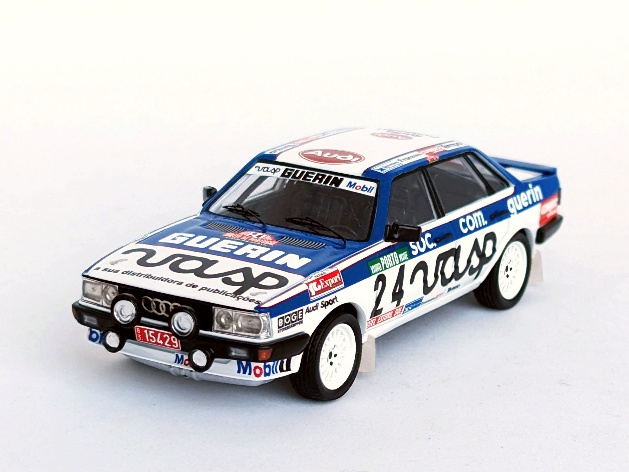 Audi
vasp GUERIN Mobil
GUERIN
vasp
a sua distribuidora de publicações
soc. com. guerin
PORTO
24 vasp
Export
BOGE Audi Sport
15429
Mobil